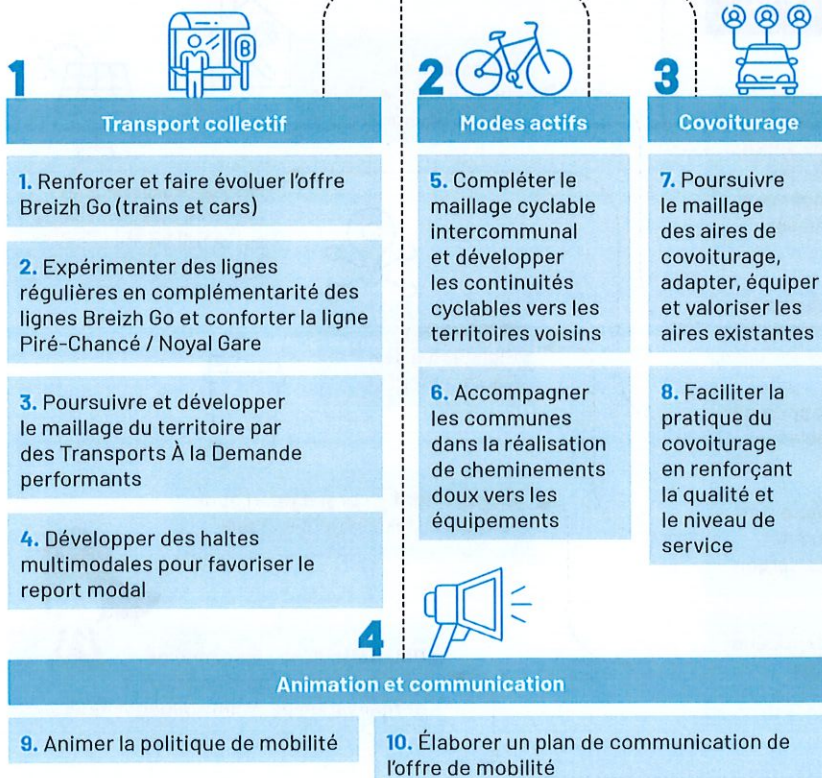 1
Transport collectif
1. Renforcer et faire évoluer l'offre
Breizh Go (trains et cars)
2. Expérimenter des lignes
régulières en complémentarité des
lignes Breizh Go et conforter la ligne
Piré-Chancé / Noyal Gare
3. Poursuivre et développer
le maillage du territoire par
des Transports À la Demande
performants
4. Développer des haltes
multimodales pour favoriser le
report modal
B
2
Modes actifs
5. Compléter le
maillage cyclable
intercommunal
et développer
les continuités
cyclables vers les
territoires voisins
6. Accompagner
les communes
dans la réalisation
de cheminements
doux vers les
équipements
3
Covoiturage
7. Poursuivre
le maillage
des aires de
covoiturage,
adapter, équiper
et valoriser les
aires existantes
8. Faciliter la
pratique du
covoiturage
en renforçant
la qualité et
le niveau de
service
4
Animation et communication
9. Animer la politique de mobilité
10. Élaborer un plan de communication de
l'offre de mobilité